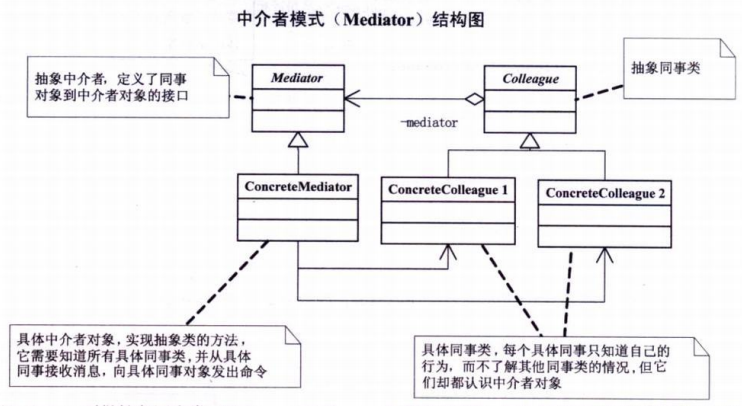 中介者模式（Mediator）结构图
抽象中介者，定义了同事
对象到中介者对象的接口
Mediator
Colleague
抽象同事类
-mediator
ConcreteMediator
ConcreteColleague 1
ConcreteColleague 2
具体中介者对象，实现抽象类的方法，
它需要知道所有具体同事类，并从具体
同事接收消息，向具体同事对象发出命令
具体同事类，每个具体同事只知道自己的
行为，而不了解其他同事类的情况，但它
们却都认识中介者对象